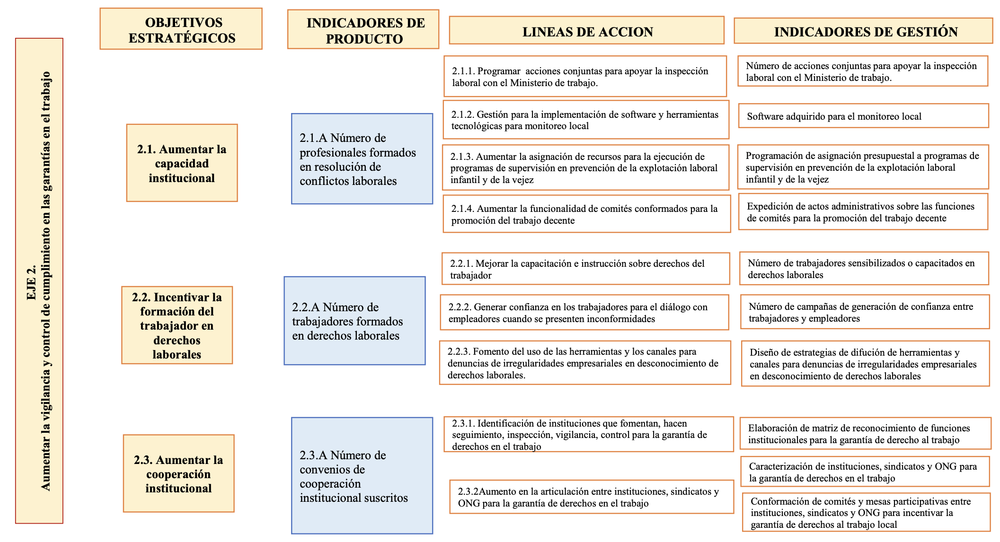 OBJETIVOS
ESTRATÉGICOS
INDICADORES DE
PRODUCTO
LINEAS DE ACCION
INDICADORES DE GESTIÓN
EJE 2.
Aumentar la vigilancia y control de cumplimiento en las garantías en el trabajo
2.1. Aumentar la
capacidad
institucional
2.1.A Número de
profesionales formados
en resolución de
conflictos laborales
2.1.1. Programar  acciones conjuntas para apoyar la inspección
laboral con el Ministerio de trabajo.
Número de acciones conjuntas para apoyar la inspección
laboral con el Ministerio de trabajo.
2.1.2. Gestión para la implementación de software y herramientas
tecnológicas para monitoreo local
Software adquirido para el monitoreo local
2.1.3. Aumentar la asignación de recursos para la ejecución de
programas de supervisión en prevención de la explotación laboral
infantil y de la vejez
Programación de asignación presupuestal a programas de
supervisión en prevención de la explotación laboral
infantil y de la vejez
2.1.4. Aumentar la funcionalidad de comités conformados para la
promoción del trabajo decente
Expedición de actos administrativos sobre las funciones
de comités para la promoción del trabajo decente
2.2. Incentivar la
formación del
trabajador en
derechos
laborales
2.2.A Número de
trabajadores formados
en derechos laborales
2.2.1. Mejorar la capacitación e instrucción sobre derechos del
trabajador
Número de trabajadores sensibilizados o capacitados en
derechos laborales
2.2.2. Generar confianza en los trabajadores para el diálogo con
empleadores cuando se presenten inconformidades
Número de campañas de generación de confianza entre
trabajadores y empleadores
2.2.3. Fomento del uso de las herramientas y los canales para
denuncias de irregularidades empresariales en desconocimiento de
derechos laborales.
Diseño de estrategias de difución de herramientas y
canales para denuncias de irregularidades empresariales
en desconocimiento de derechos laborales
2.3. Aumentar la
cooperación
institucional
2.3.A Número de
convenios de
cooperación
institucional suscritos
2.3.1. Identificación de instituciones que fomentan, hacen
seguimiento, inspección, vigilancia, control para la garantía de
derechos en el trabajo
Elaboración de matriz de reconocimiento de funciones
institucionales para la garantía de derecho al trabajo
2.3.2Aumento en la articulación entre instituciones, sindicatos y
ONG para la garantía de derechos en el trabajo
Caracterización de instituciones, sindicatos y ONG para
la garantía de derechos en el trabajo
Conformación de comités y mesas participativas entre
instituciones, sindicatos y ONG para incentivar la
garantía de derechos al trabajo local